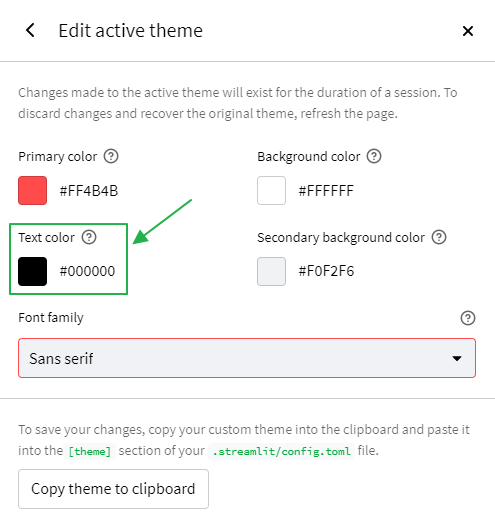 Edit active theme
Changes made to the active theme will exist for the duration of a session. To
discard changes and recover the original theme, refresh the page.
Primary color
Background color
#FF4B4B
#FFFFFF
Text color
Secondary background color
#000000
#F0F2F6
Font family
Sans serif
To save your changes, copy your custom theme into the clipboard and paste it
into the [theme] section of your .streamlit/config.toml file.
Copy theme to clipboard